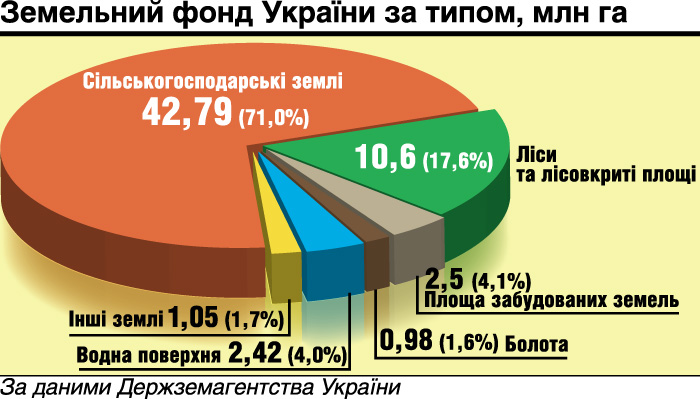 Земельний фонд України за типом, млн га
Сільськогосподарські землі
42,79 (71,0%)
10,6 (17,6%)
Ліси
та лісовкриті площі
2,5 (4,1%)
Площа забудованих земель
Інші землі 1,05 (1,7%)
0,98 (1,6%) Болота
Водна поверхня 2,42 (4,0%)
За даними Держземагентства України